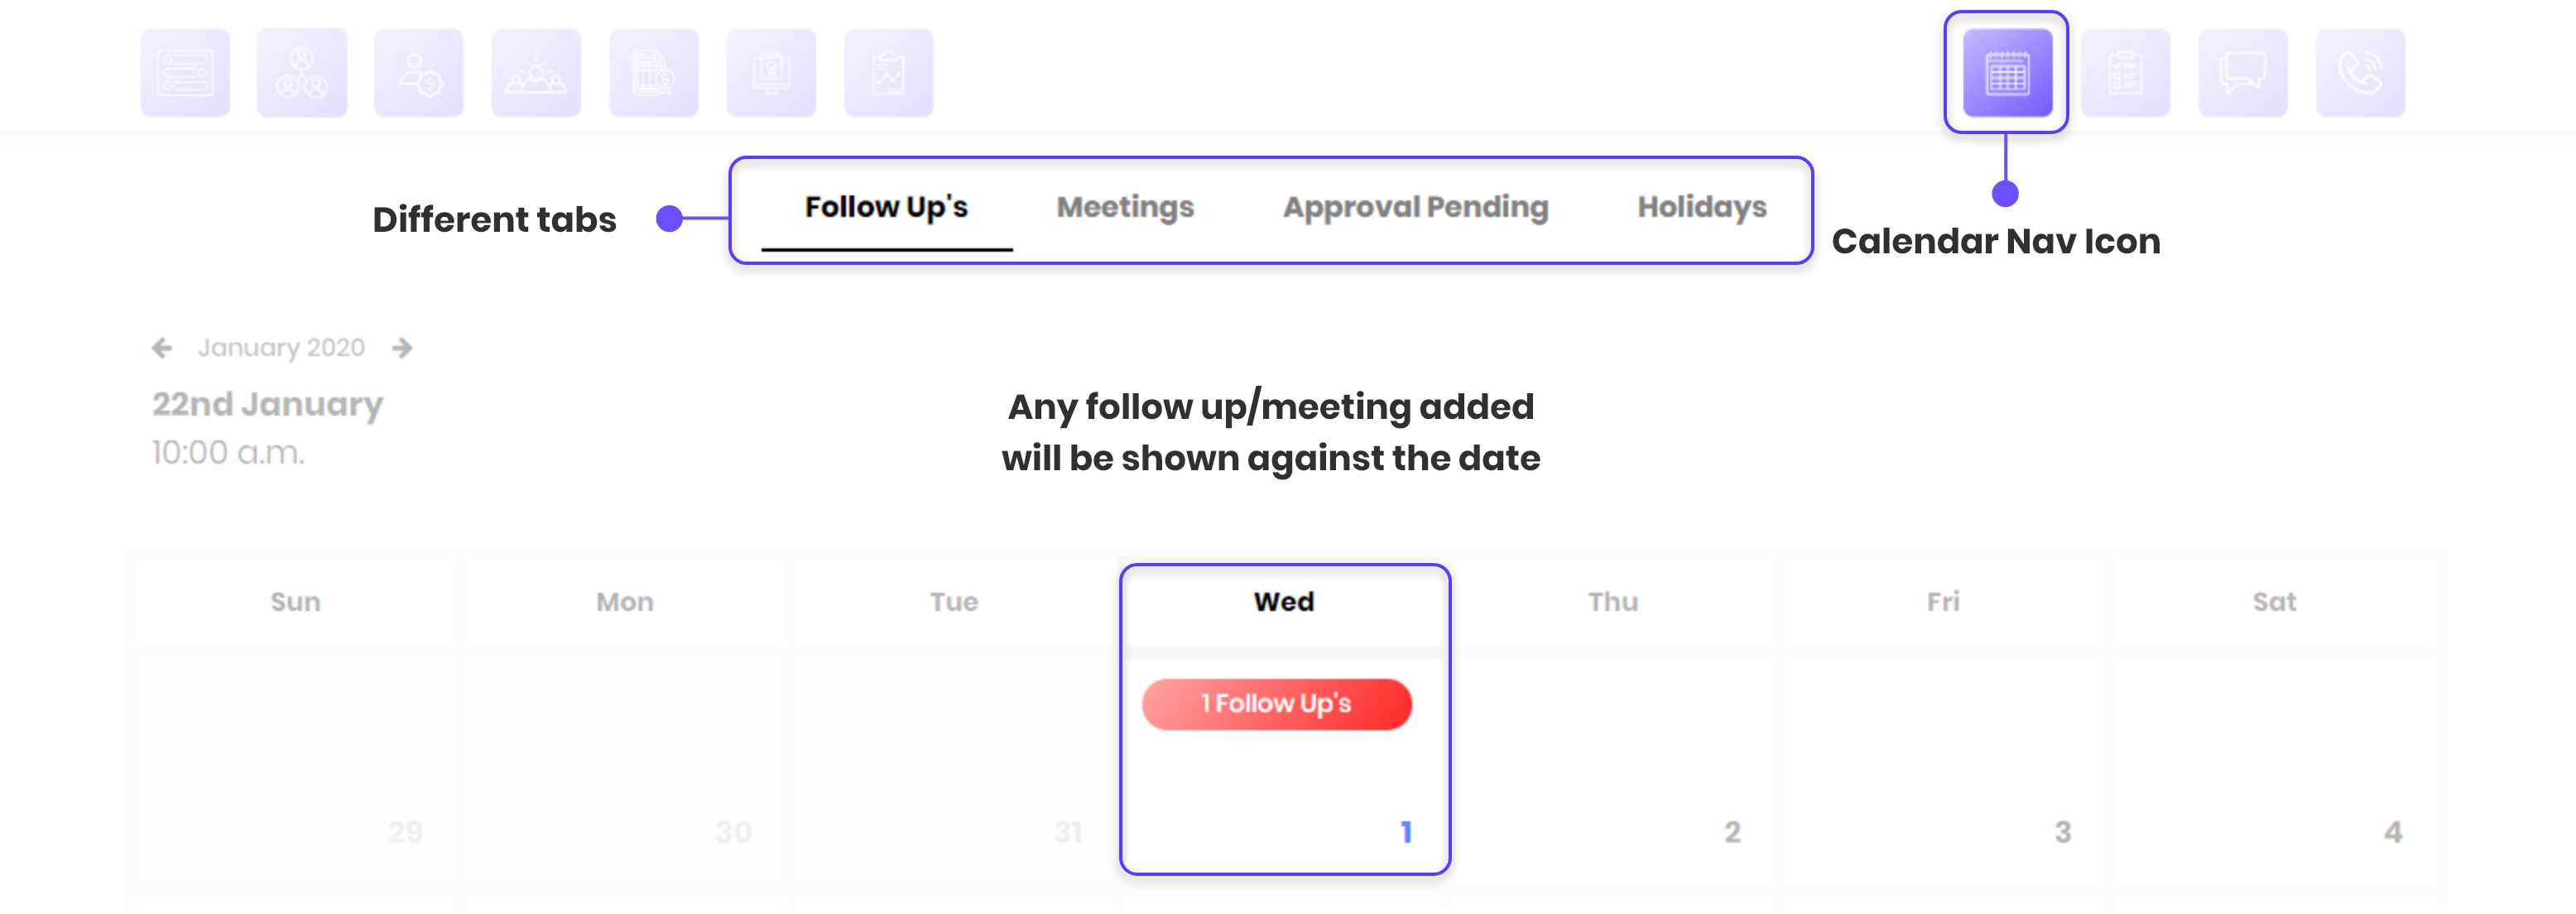 Follow Up's Meetings Approval Pending Holidays
Different tabs
Calendar Nav Icon
January 2020
22nd January
10:00 a.m.
Any follow up/meeting added
will be shown against the date
Sun Mon Tue Wed Thu Fri Sat
1 Follow Up's
29 30 31 1 2 3 4